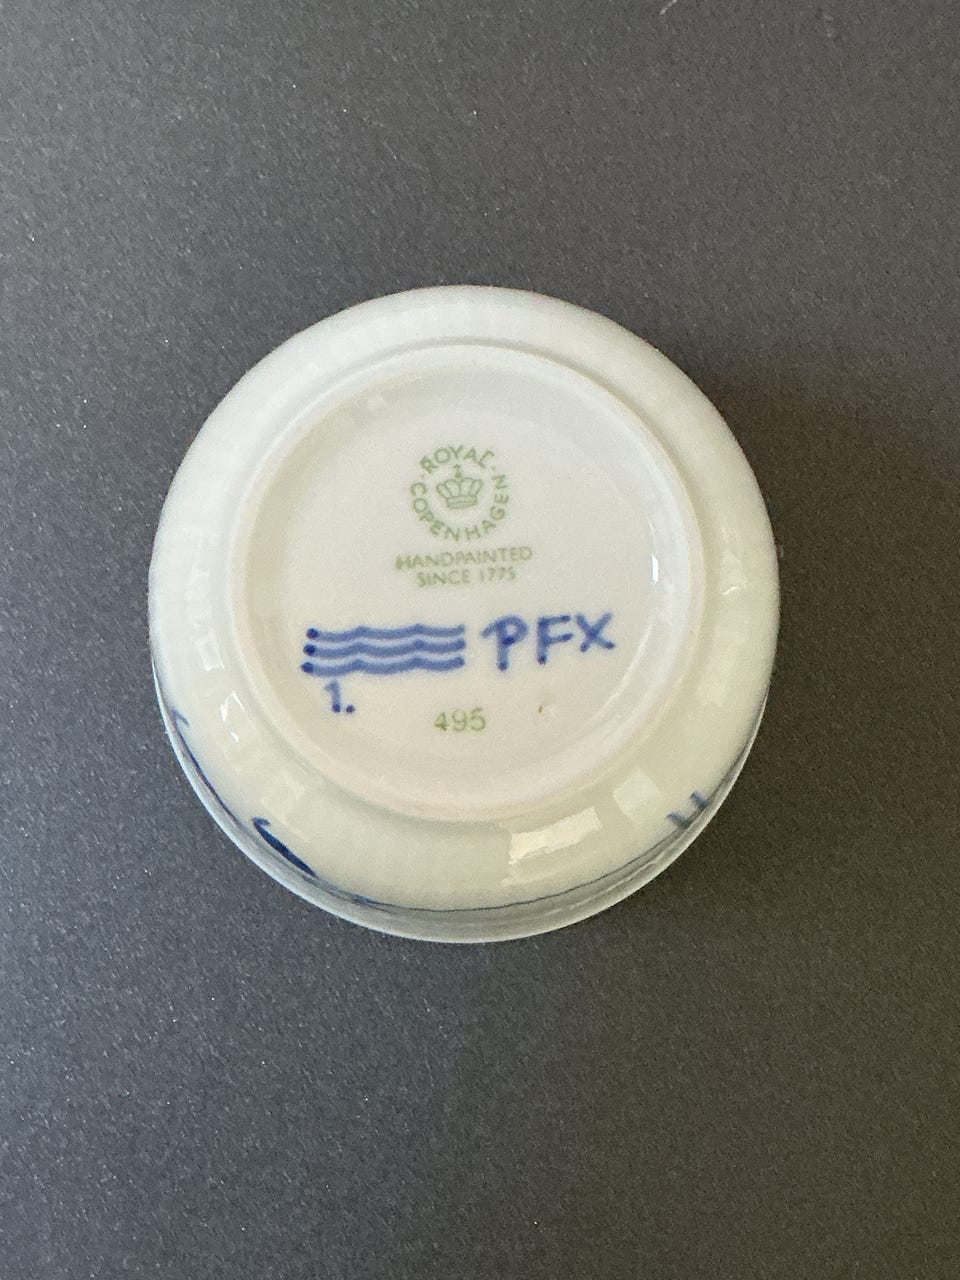 ROYAL COPENHAGEN
HANDPAINTED
SINCE 1775
PFX
1.
495